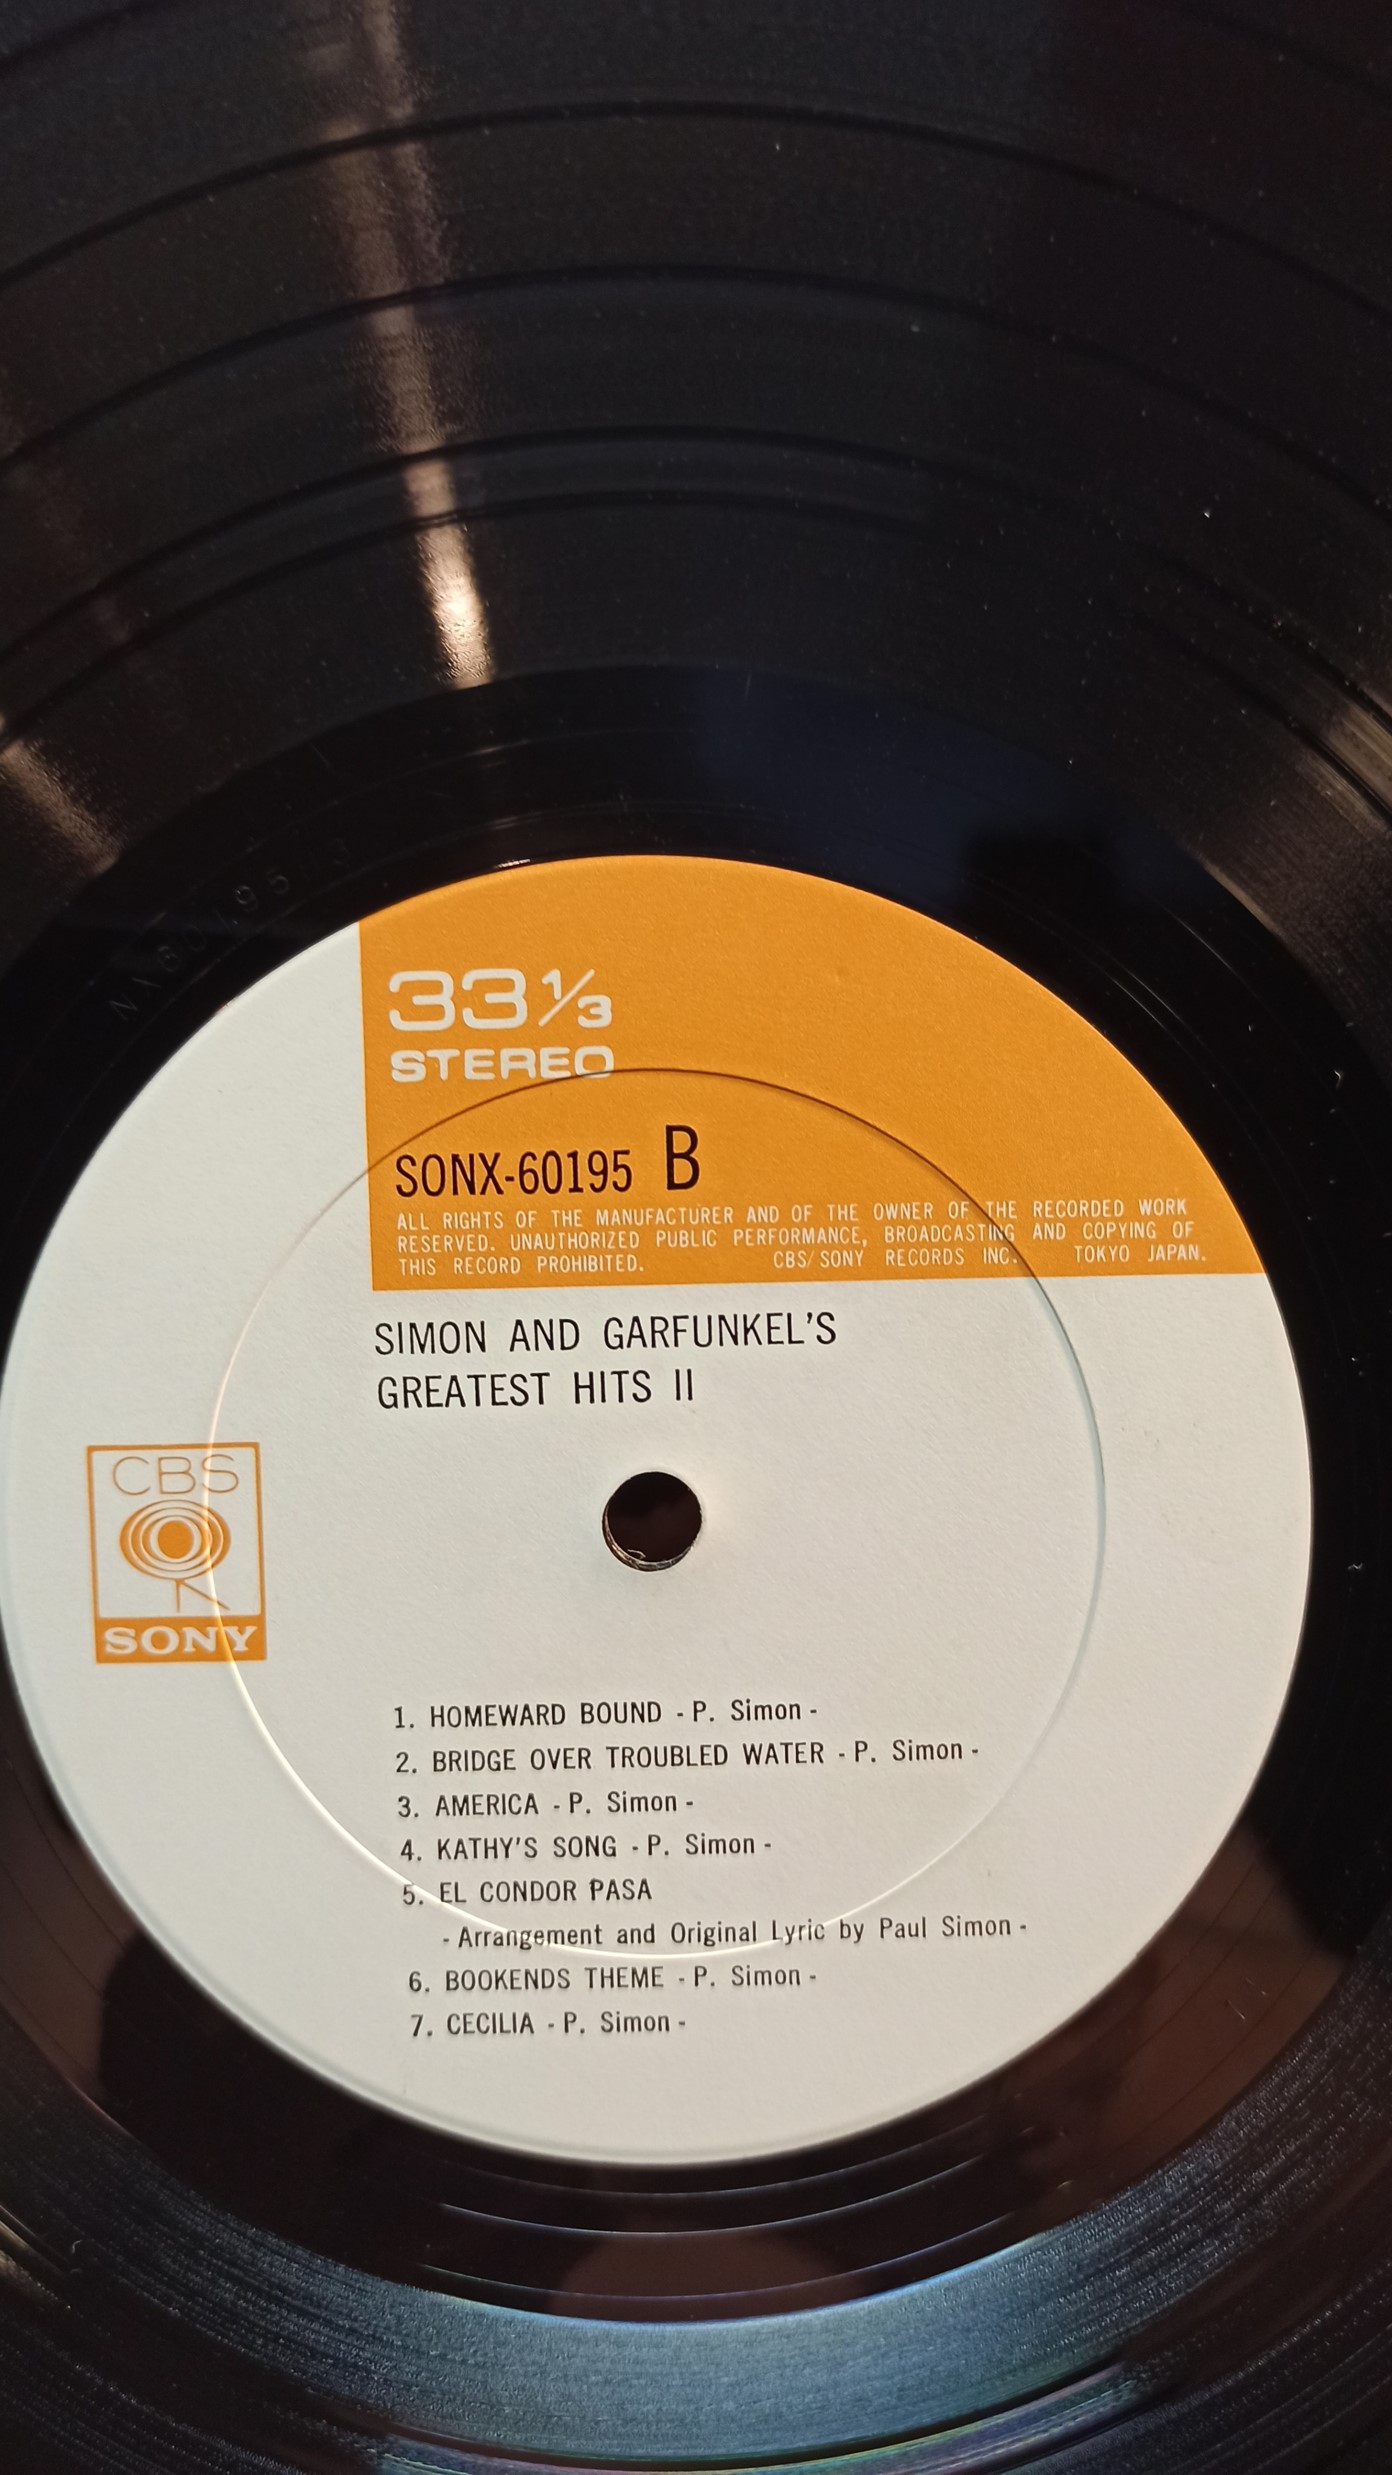 33 1/3
STEREO
SONX-60195 B
ALL RIGHTS OF THE MANUFACTURER AND OF THE OWNER OF THE RECORDED WORK
RESERVED. UNAUTHORIZED PUBLIC PERFORMANCE, BROADCASTING AND COPYING OF
THIS RECORD PROHIBITED. CBS/SONY RECORDS INC. TOKYO JAPAN.
SIMON AND GARFUNKEL'S
GREATEST HITS II
CBS
SONY
1. HOMEWARD BOUND - P. Simon -
2. BRIDGE OVER TROUBLED WATER - P. Simon -
3. AMERICA - P. Simon -
4. KATHY'S SONG - P. Simon -
5. EL CONDOR PASA
- Arrangement and Original Lyric by Paul Simon -
6. BOOKENDS THEME - P. Simon -
7. CECILIA - P. Simon -